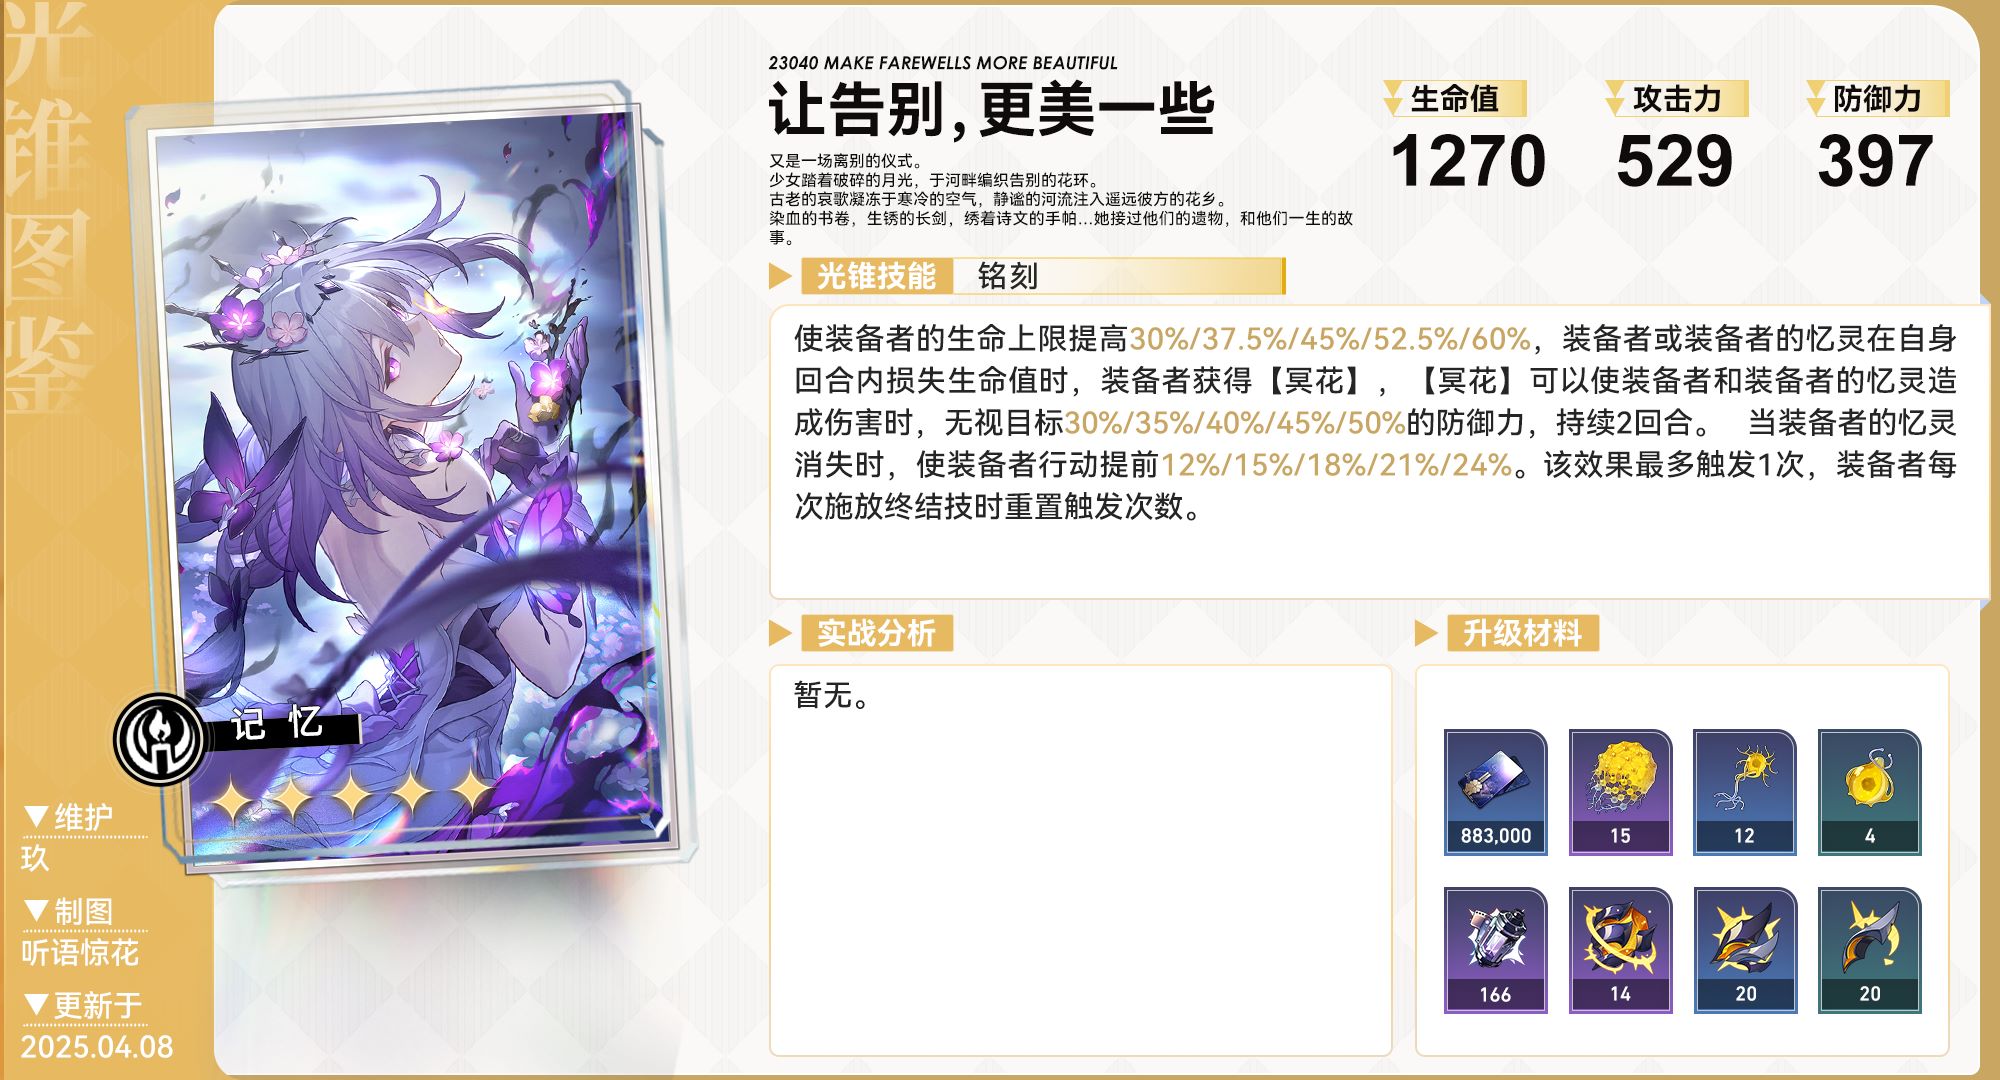 光锥图鉴
23040 MAKE FAREWELLS MORE BEAUTIFUL
让告别，更美一些
又是一场离别的仪式。
少女踏着破碎的月光，于河畔编织告别的花环。
古老的哀歌凝冻于寒冷的空气，静谧的河流注入遥远彼方的花乡。
染血的书卷，生锈的长剑，绣着诗文的手帕...她接过他们的遗物，和他们一生的故
事。
生命值
1270
攻击力
529
防御力
397
光锥技能 铭刻
使装备者的生命上限提高30%/37.5%/45%/52.5%/60%，装备者或装备者的忆灵在自身
回合内损失生命值时，装备者获得【冥花】，【冥花】可以使装备者和装备者的忆灵造
成伤害时，无视目标30%/35%/40%/45%/50%的防御力，持续2回合。 当装备者的忆灵
消失时，使装备者行动提前12%/15%/18%/21%/24%。该效果最多触发1次，装备者每
次施放终结技时重置触发次数。
记忆
实战分析
暂无。
升级材料
883,000
15
12
4
166
14
20
20
▼维护
玖
▼制图
听语惊花
▼更新于
2025.04.08